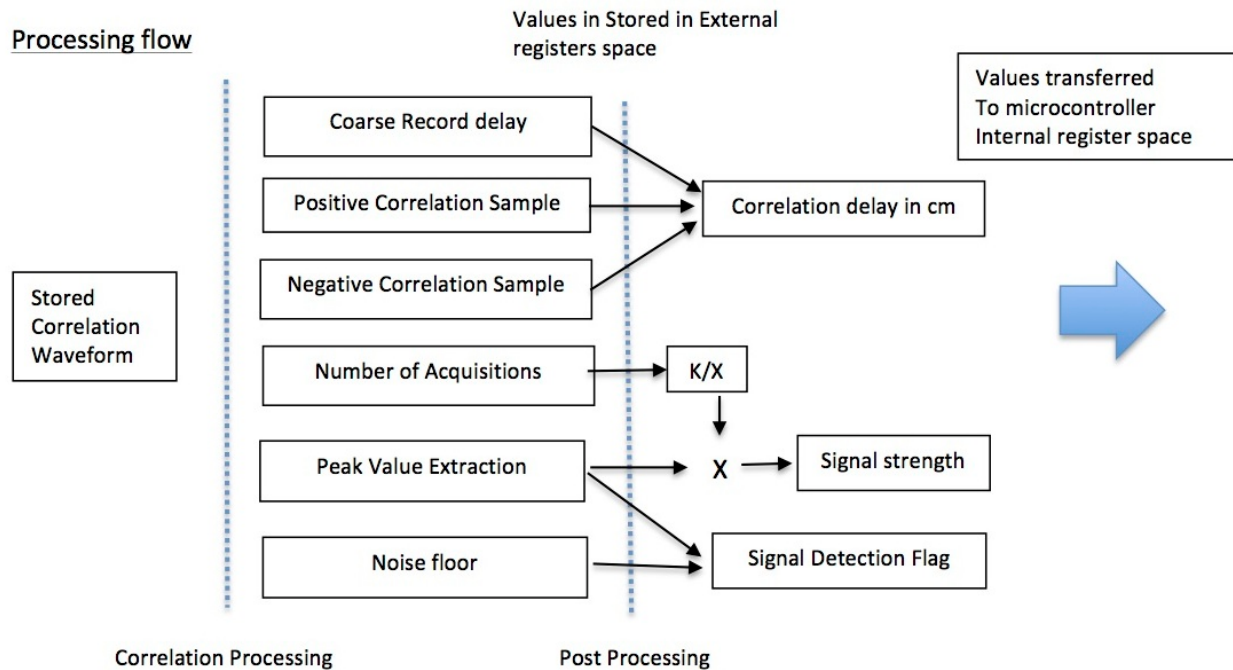 Processing flow
Values in Stored in External
registers space
Values transferred
To microcontroller
Internal register space
Stored
Correlation
Waveform
Coarse Record delay
Positive Correlation Sample
Negative Correlation Sample
Number of Acquisitions
Peak Value Extraction
Noise floor
Correlation delay in cm
K/X
X
Signal strength
Signal Detection Flag
Correlation Processing
Post Processing